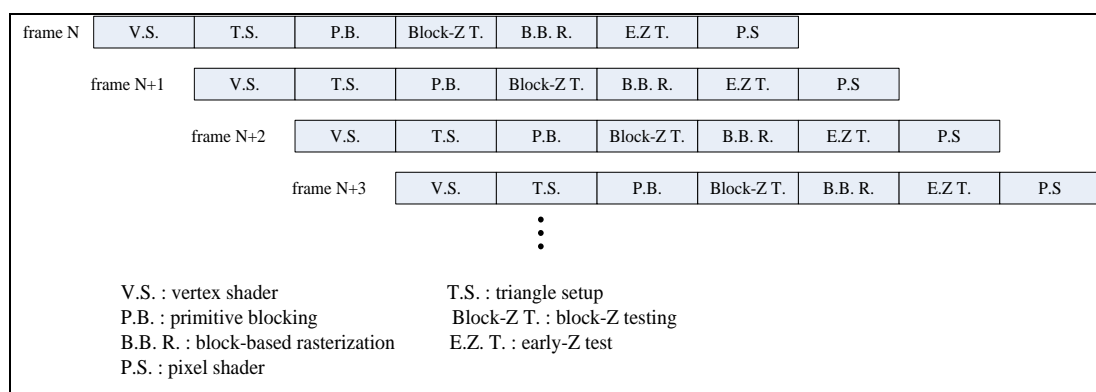 frame N V.S. T.S. P.B. Block-Z T. B.B. R. E.Z T. P.S
frame N+1 V.S. T.S. P.B. Block-Z T. B.B. R. E.Z T. P.S
frame N+2 V.S. T.S. P.B. Block-Z T. B.B. R. E.Z T. P.S
frame N+3 V.S. T.S. P.B. Block-Z T. B.B. R. E.Z T. P.S
V.S. : vertex shader T.S. : triangle setup
P.B. : primitive blocking Block-Z T. : block-Z testing
B.B. R. : block-based rasterization E.Z. T. : early-Z test
P.S. : pixel shader